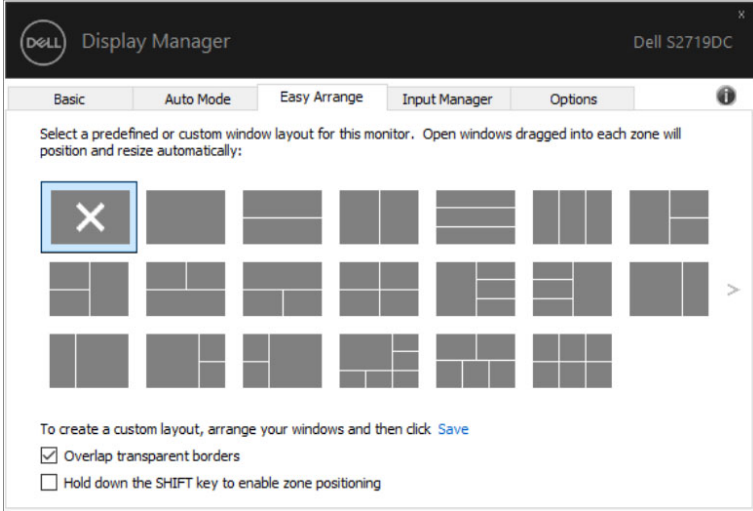 x
DELL Display Manager Dell S2719DC
Basic Auto Mode Easy Arrange Input Manager Options
Select a predefined or custom window layout for this monitor. Open windows dragged into each zone will
position and resize automatically:
To create a custom layout, arrange your windows and then click Save
Overlap transparent borders
Hold down the SHIFT key to enable zone positioning